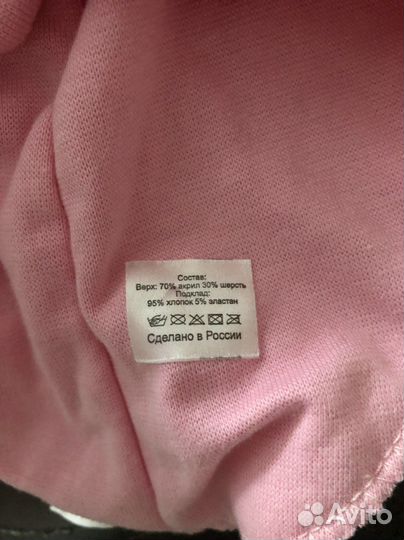 Состав:
Верх: 70% акрил 30% шерсть
Подклад:
95% хлопок 5% эластан
Сделано в России
Avito